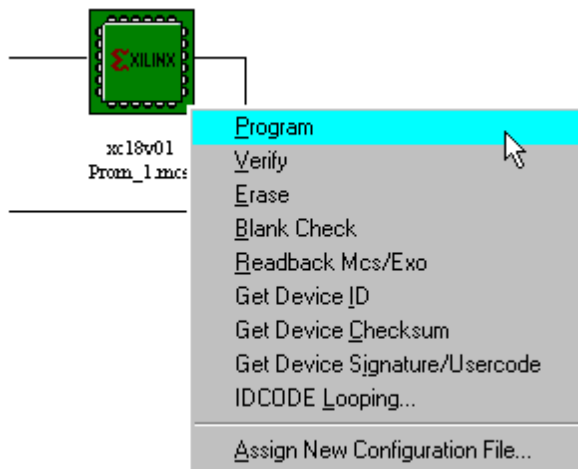 XILINX
xc18v01
Prom_1.mcs
Program
Verify
Erase
Blank Check
Readback Mcs/Exo
Get Device ID
Get Device Checksum
Get Device Signature/Usercode
IDCODE Looping...
Assign New Configuration File...